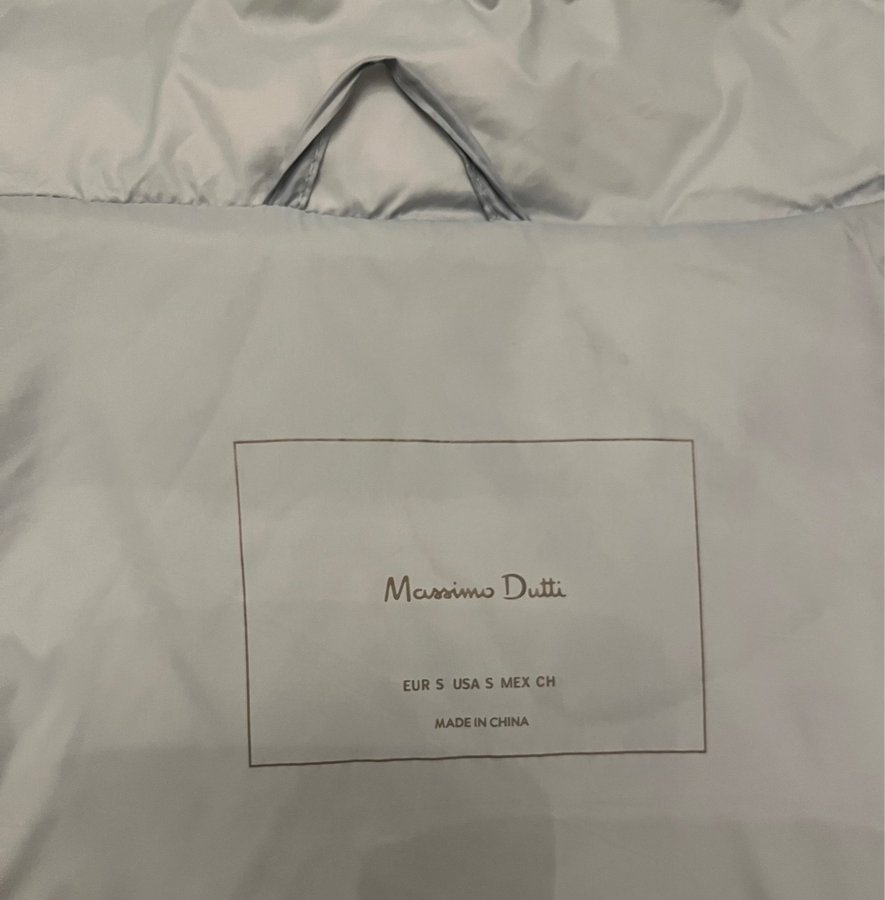 Massimo Dutti
EUR S USA S MEX CH
MADE IN CHINA